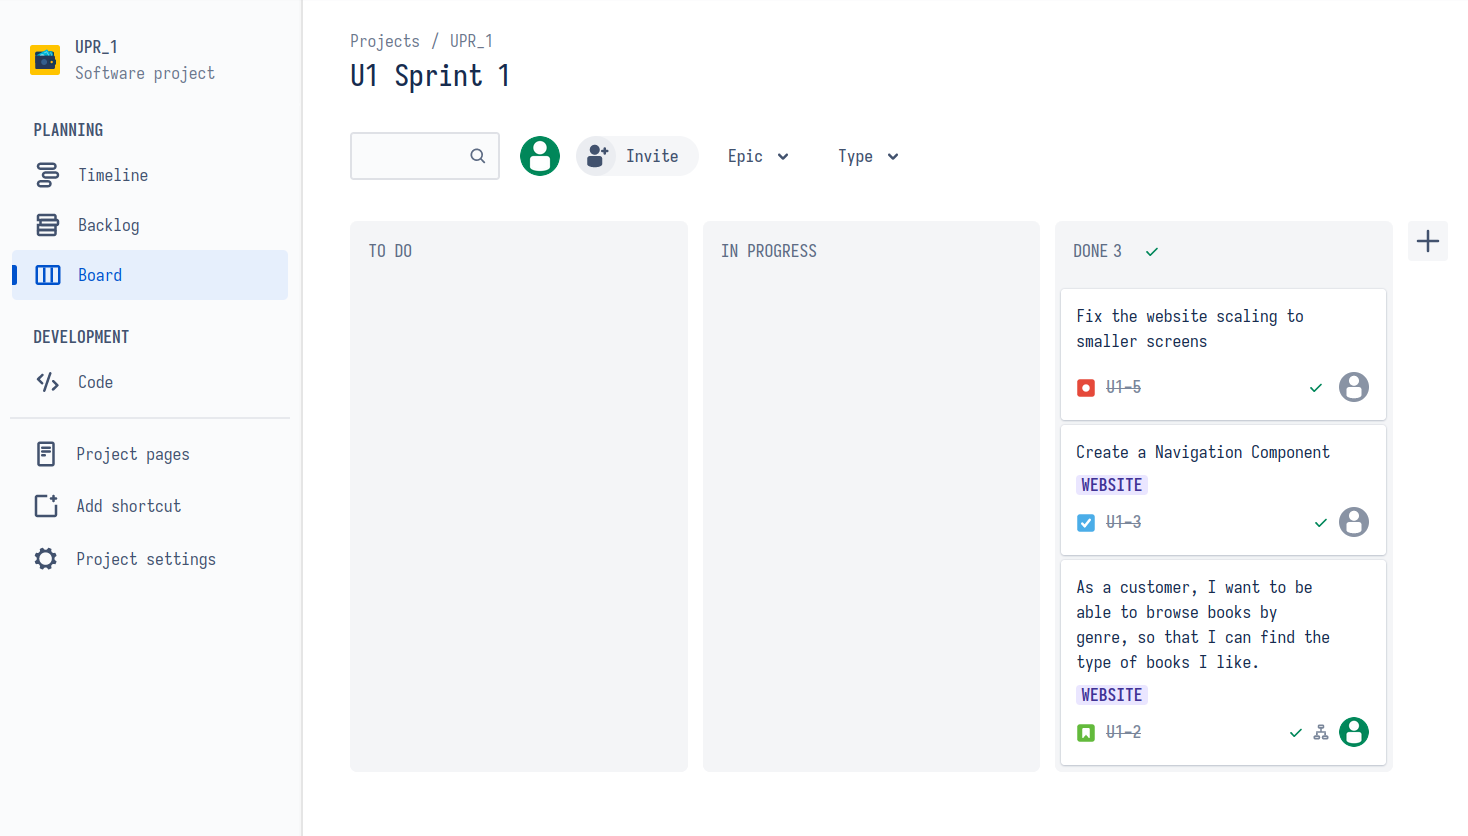 UPR_1
Software project
PLANNING
Timeline
Backlog
Board
DEVELOPMENT
Code
Project pages
Add shortcut
Project settings
Projects / UPR_1
U1 Sprint 1
Invite
Epic
Type
TO DO
IN PROGRESS
DONE 3
Fix the website scaling to
smaller screens
U1-5
Create a Navigation Component
WEBSITE
U1-3
As a customer, I want to be
able to browse books by
genre, so that I can find the
type of books I like.
WEBSITE
U1-2